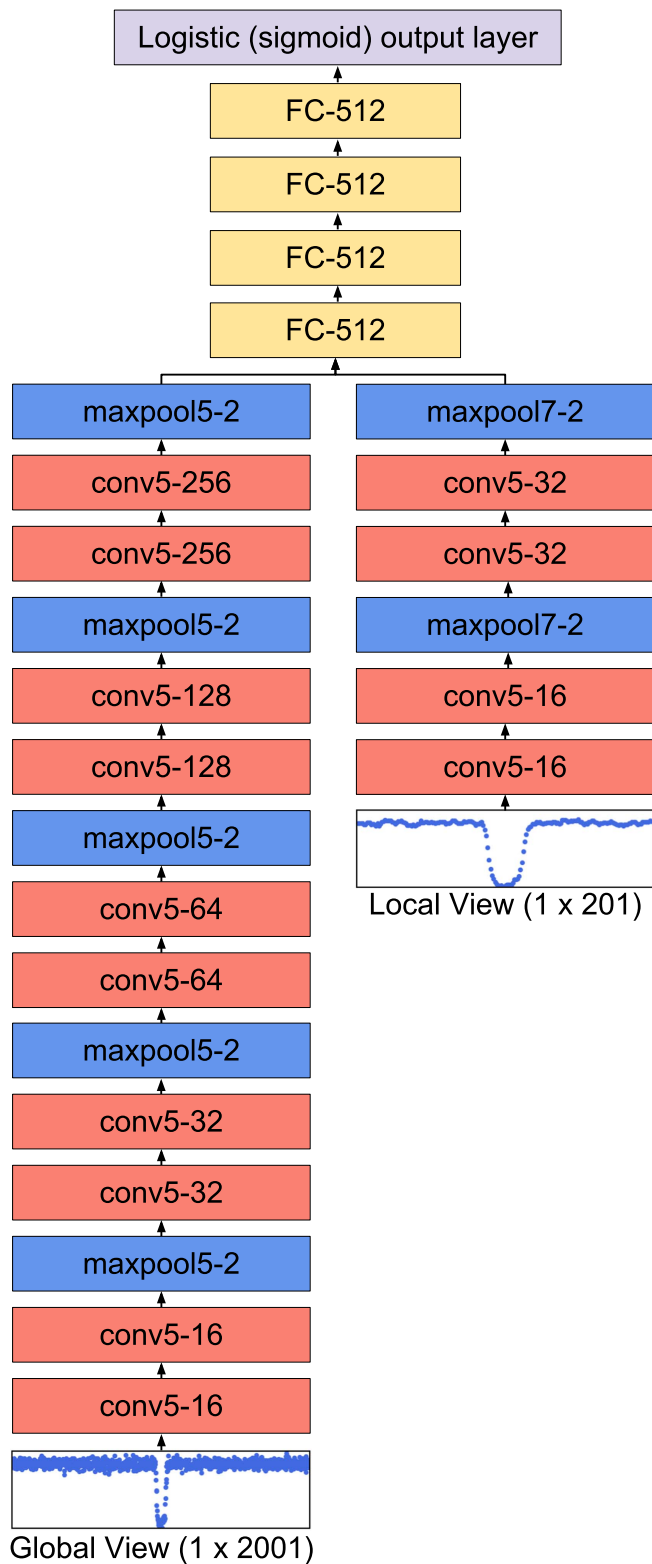 Logistic (sigmoid) output layer
FC-512
FC-512
FC-512
FC-512
maxpool5-2
conv5-256
conv5-256
maxpool5-2
conv5-128
conv5-128
maxpool5-2
conv5-64
conv5-64
maxpool5-2
conv5-32
conv5-32
maxpool5-2
conv5-16
conv5-16
Global View (1 x 2001)
maxpool7-2
conv5-32
conv5-32
maxpool7-2
conv5-16
conv5-16
Local View (1 x 201)